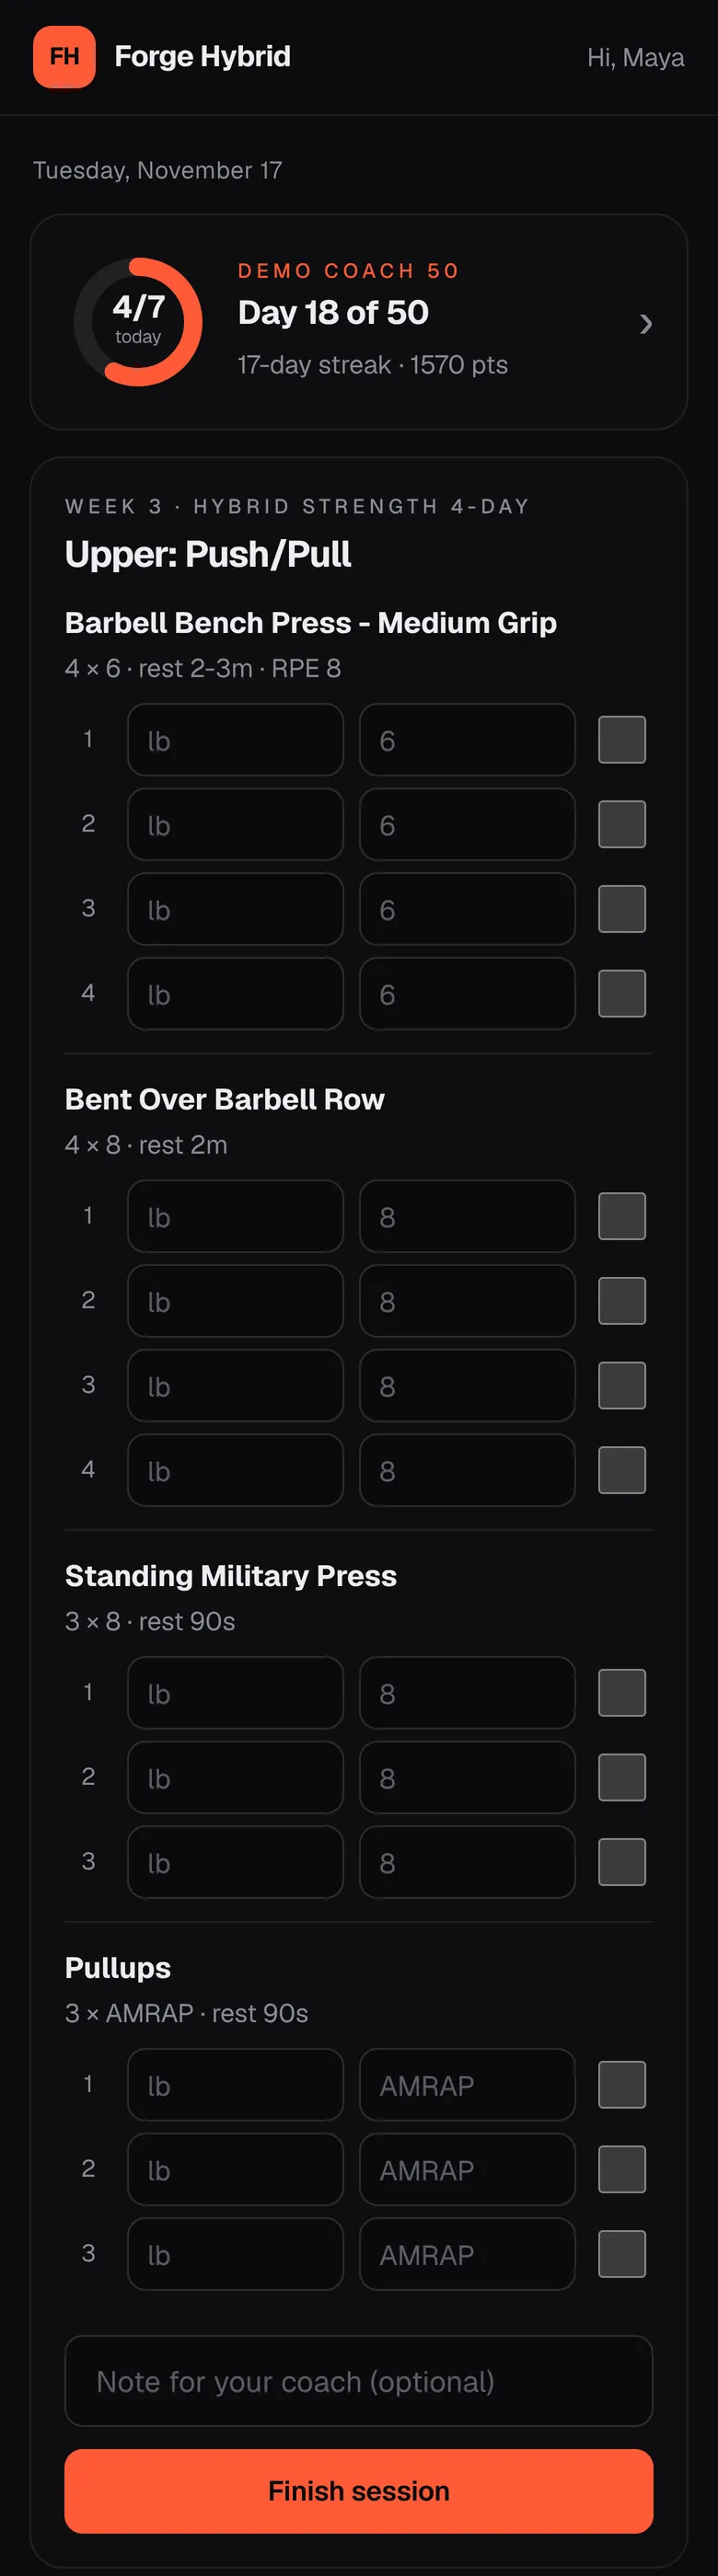 FH Forge Hybrid Hi, Maya
Tuesday, November 17
4/7
today
DEMO COACH 50
Day 18 of 50
17-day streak · 1570 pts
›
WEEK 3 · HYBRID STRENGTH 4-DAY
Upper: Push/Pull
Barbell Bench Press - Medium Grip
4 × 6 · rest 2-3m · RPE 8
1 lb 6
2 lb 6
3 lb 6
4 lb 6
Bent Over Barbell Row
4 × 8 · rest 2m
1 lb 8
2 lb 8
3 lb 8
4 lb 8
Standing Military Press
3 × 8 · rest 90s
1 lb 8
2 lb 8
3 lb 8
Pullups
3 × AMRAP · rest 90s
1 lb AMRAP
2 lb AMRAP
3 lb AMRAP
Note for your coach (optional)
Finish session